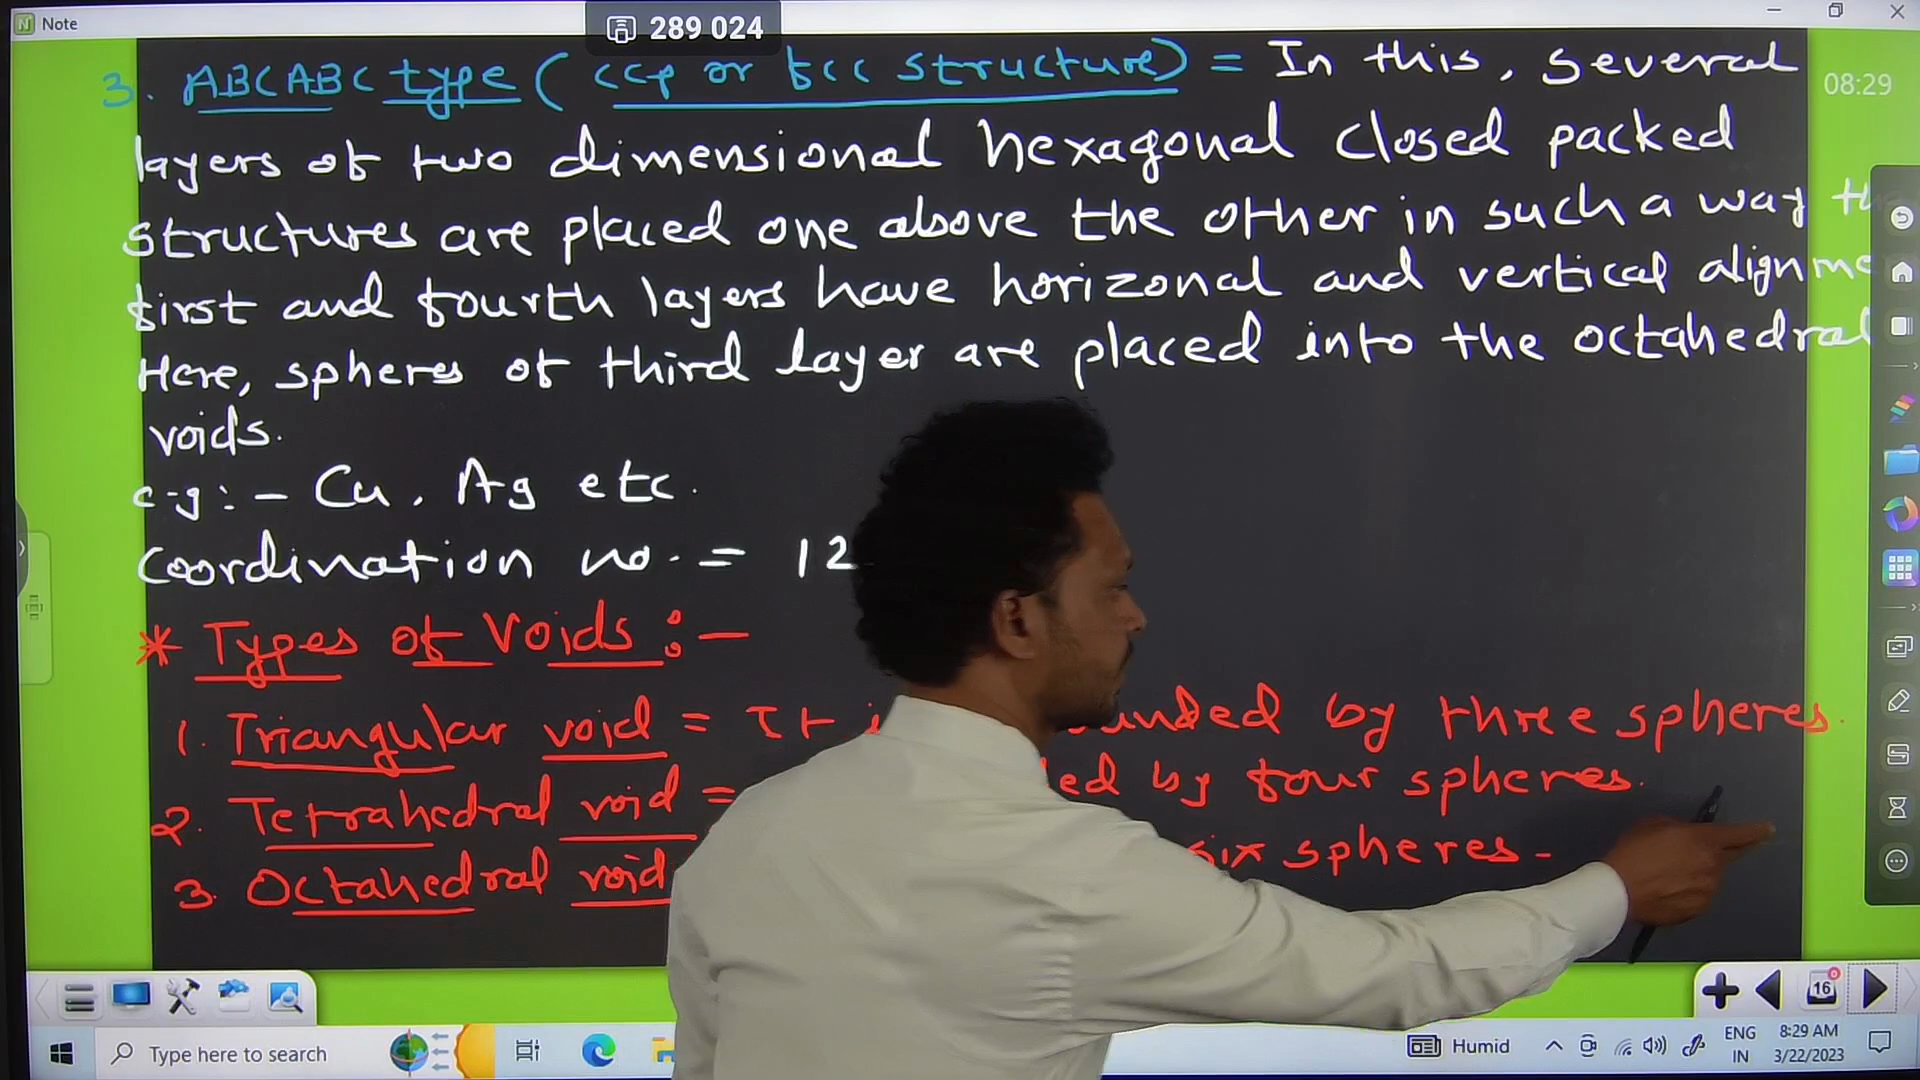 Note
289 024
3. ABCABC type ( ccp or fcc structure) = In this, several
08:29
layers of two dimensional hexagonal closed packed
structures are placed one above the other in such a way
first and fourth layers have horizonal and vertical alignme
Here, spheres of third layer are placed into the octahedral
voids.
e.g:- Cu, Ag etc.
Coordination no. = 12
* Types of Voids :-
1. Triangular void = It by three spheres.
2. Tetrahedral void = by four spheres.
3. Octahedral void six spheres.
16
Type here to search
Humid
ENG
IN
8:29 AM
3/22/2023